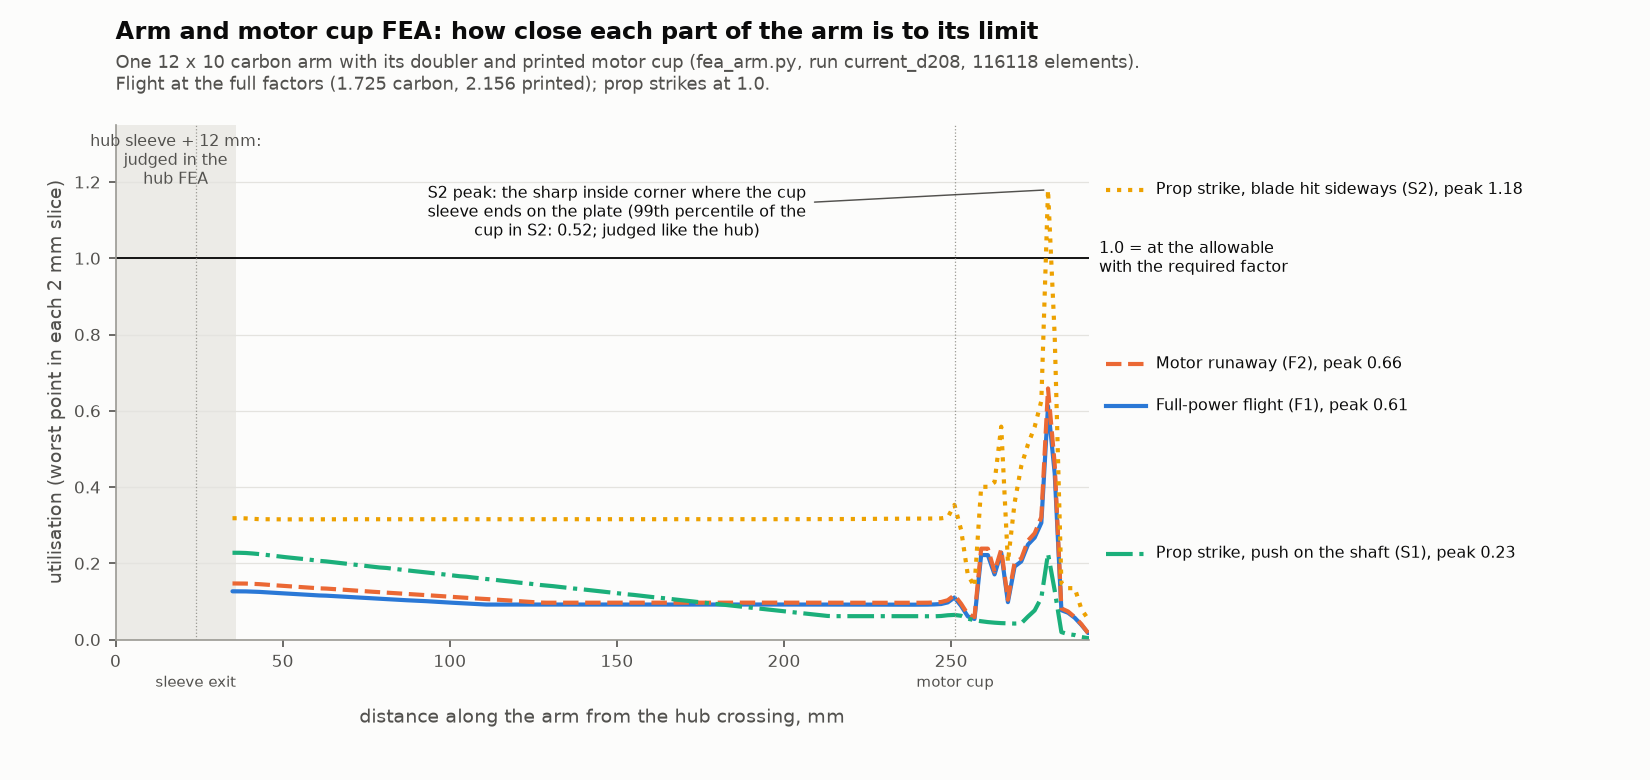 Arm and motor cup FEA: how close each part of the arm is to its limit
One 12 x 10 carbon arm with its doubler and printed motor cup (fea_arm.py, run current_d208, 116118 elements).
Flight at the full factors (1.725 carbon, 2.156 printed); prop strikes at 1.0.
hub sleeve + 12 mm:
judged in the
hub FEA
S2 peak: the sharp inside corner where the cup
sleeve ends on the plate (99th percentile of the
cup in S2: 0.52; judged like the hub)
Prop strike, blade hit sideways (S2), peak 1.18
1.0 = at the allowable
with the required factor
Motor runaway (F2), peak 0.66
Full-power flight (F1), peak 0.61
Prop strike, push on the shaft (S1), peak 0.23
utilisation (worst point in each 2 mm slice)
1.2
1.0
0.8
0.6
0.4
0.2
0.0
0 50 100 150 200 250
sleeve exit motor cup
distance along the arm from the hub crossing, mm